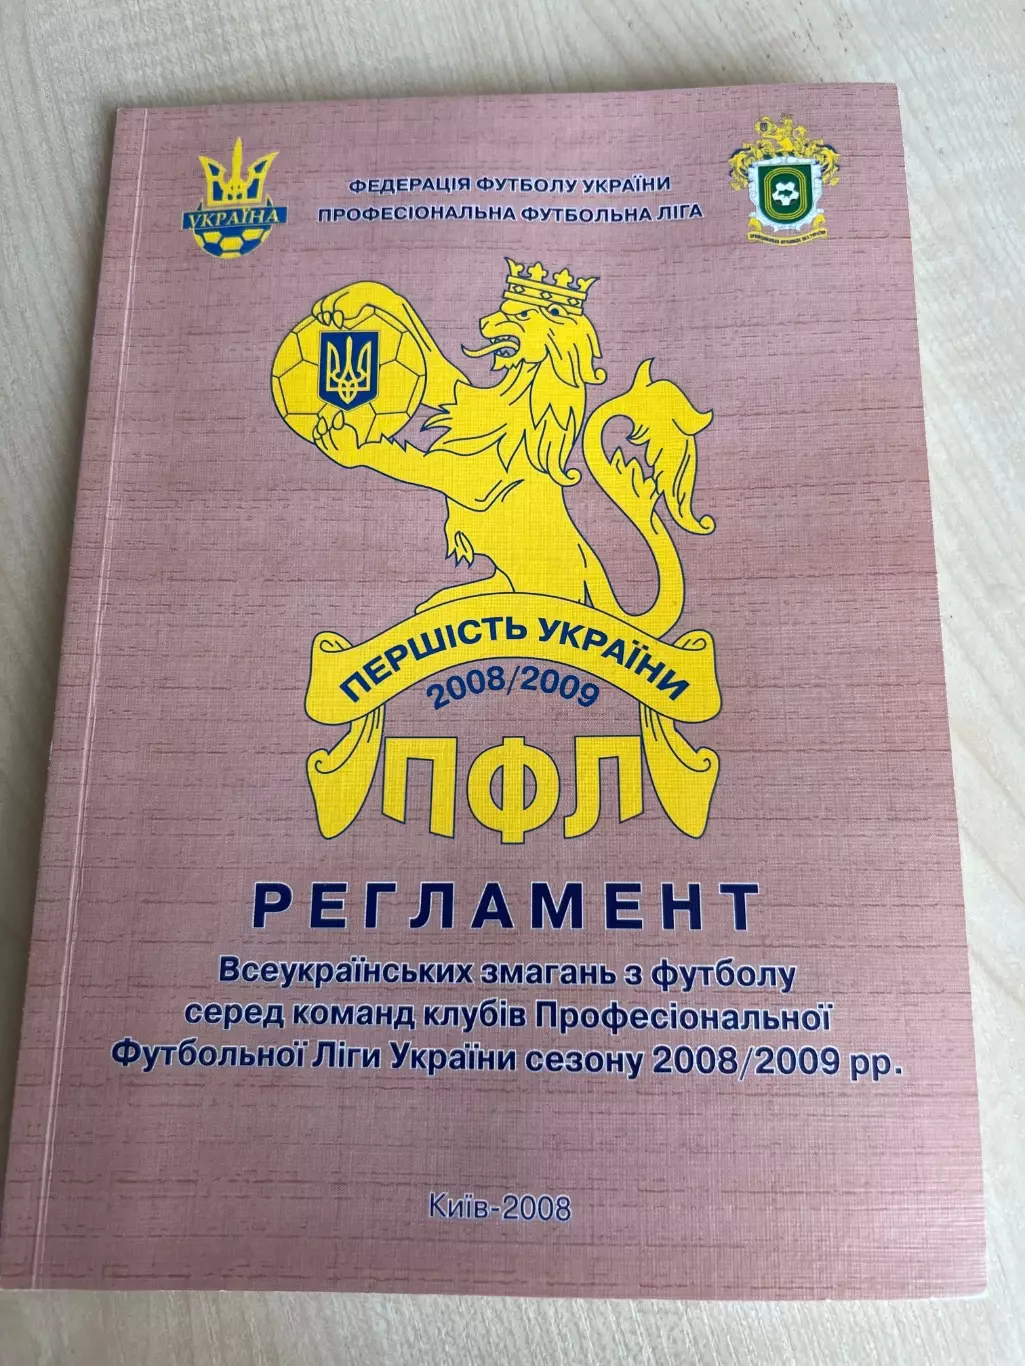 ФЕДЕРАЦІЯ ФУТБОЛУ УКРАЇНИ
ПРОФЕСІОНАЛЬНА ФУТБОЛЬНА ЛІГА
УКРАЇНА
ПЕРШІСТЬ УКРАЇНИ
2008/2009
ПФЛ
РЕГЛАМЕНТ
Всеукраїнських змагань з футболу
серед команд клубів Професіональної
Футбольної Ліги України сезону 2008/2009 рр.
Київ-2008